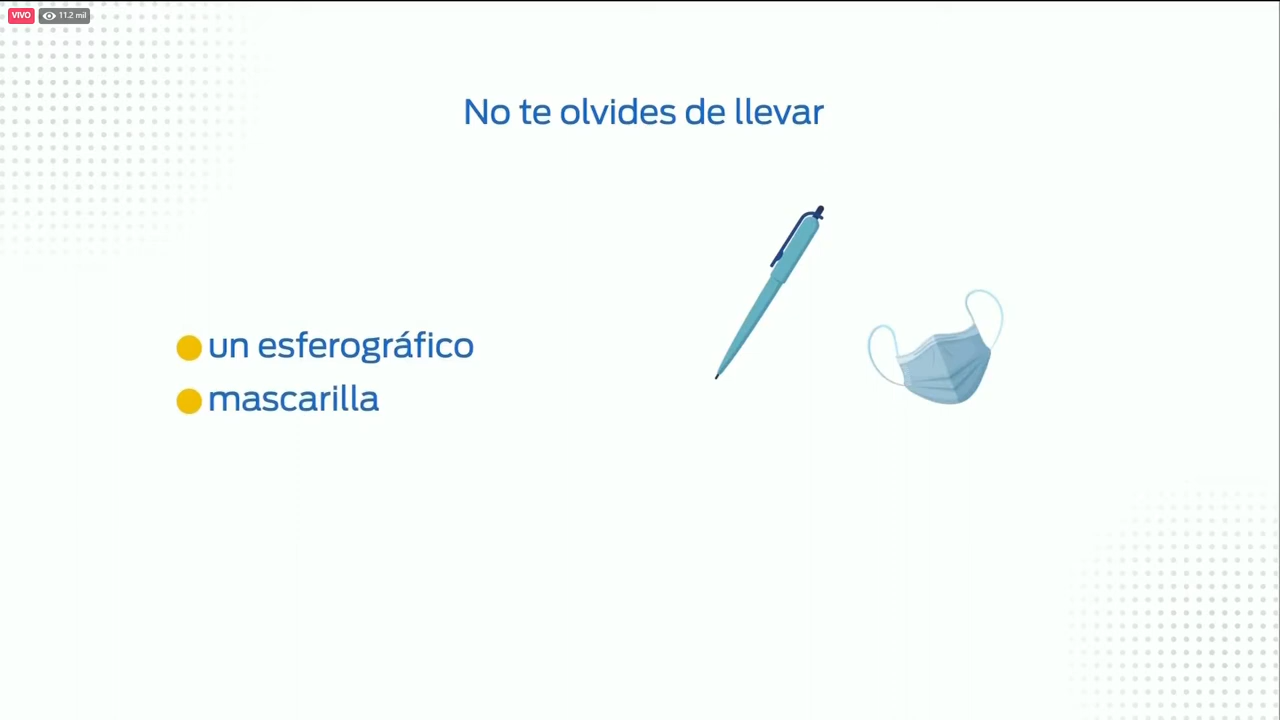 VIVO 11.2 mil
No te olvides de llevar
un esferográfico
mascarilla